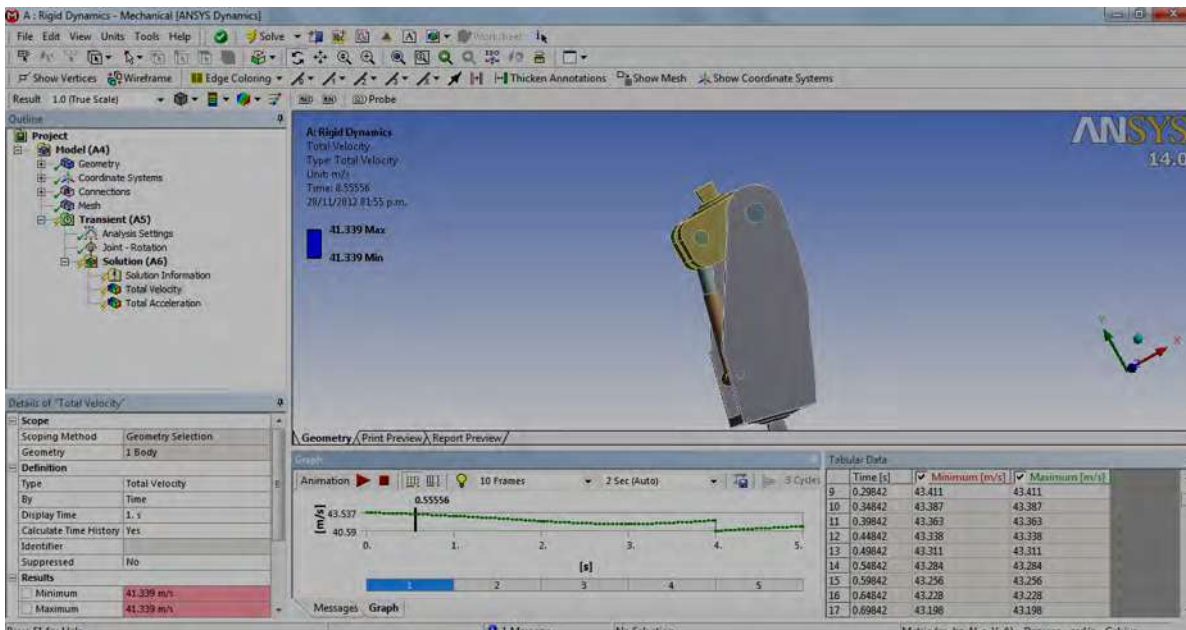 A : Rigid Dynamics - Mechanical [ANSYS Dynamics]
File Edit View Units Tools Help Solve Worksheet
Show Vertices Wireframe Edge Coloring Thicken Annotations Show Mesh Show Coordinate Systems
Result 1.0 (True Scale) Probe
Outline
Project
Model (A4)
Geometry
Coordinate Systems
Connections
Mesh
Transient (A5)
Analysis Settings
Joint - Rotation
Solution (A6)
Solution Information
Total Velocity
Total Acceleration
A: Rigid Dynamics
Total Velocity
Type: Total Velocity
Unit: m/s
Time: 0.55556
28/11/2012 01:55 p.m.
41.339 Max
41.339 Min
ANSYS
14.0
Y
X
Geometry Print Preview Report Preview
Details of "Total Velocity"
Scope
Scoping Method Geometry Selection
Geometry 1 Body
Definition
Type Total Velocity
By Time
Display Time 1. s
Calculate Time History Yes
Identifier
Suppressed No
Results
Minimum 41.339 m/s
Maximum 41.339 m/s
Graph
Animation 10 Frames 2 Sec (Auto) 3 Cycles
0.55556
[m/s]
43.537
40.59
0. 1. 2. 3. 4. 5.
[s]
1 2 3 4 5
Messages Graph
Tabular Data
Time [s] Minimum [m/s] Maximum [m/s]
9 0.29842 43.411 43.411
10 0.34842 43.387 43.387
11 0.39842 43.363 43.363
12 0.44842 43.338 43.338
13 0.49842 43.311 43.311
14 0.54842 43.284 43.284
15 0.59842 43.256 43.256
16 0.64842 43.228 43.228
17 0.69842 43.198 43.198